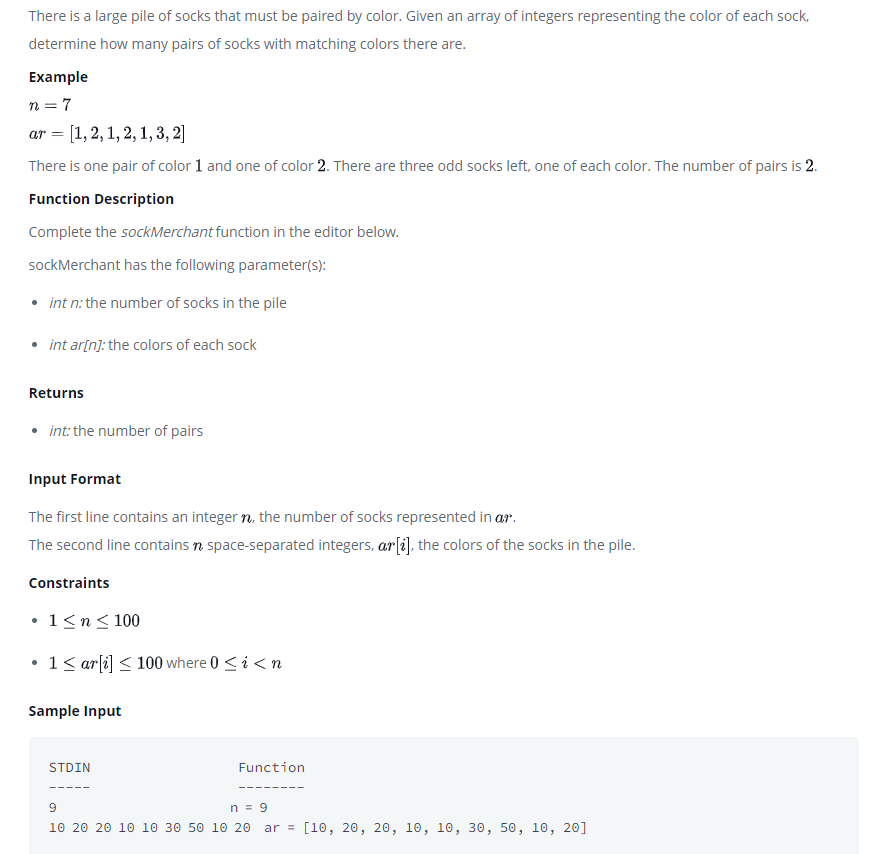 There is a large pile of socks that must be paired by color. Given an array of integers representing the color of each sock,
determine how many pairs of socks with matching colors there are.
Example
n = 7
ar = [1, 2, 1, 2, 1, 3, 2]
There is one pair of color 1 and one of color 2. There are three odd socks left, one of each color. The number of pairs is 2.
Function Description
Complete the sockMerchant function in the editor below.
sockMerchant has the following parameter(s):
• int n: the number of socks in the pile
• int ar[n]: the colors of each sock
Returns
• int: the number of pairs
Input Format
The first line contains an integer n, the number of socks represented in ar.
The second line contains n space-separated integers, ar[i], the colors of the socks in the pile.
Constraints
• 1 ≤ n ≤ 100
• 1 ≤ ar[i] ≤ 100 where 0 ≤ i < n
Sample Input
STDIN Function
----- --------
9 n = 9
10 20 20 10 10 30 50 10 20 ar = [10, 20, 20, 10, 10, 30, 50, 10, 20]